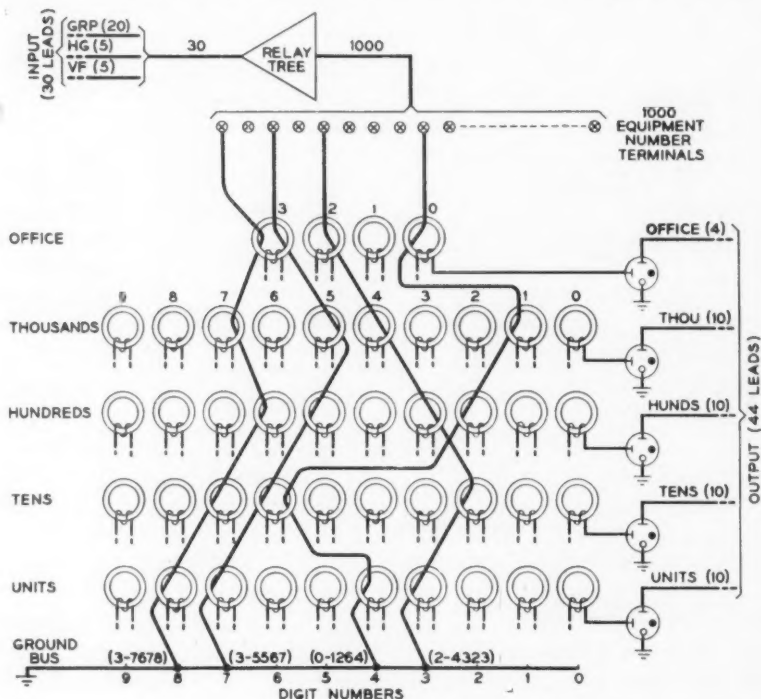 INPUT
(30 LEADS)
GRP (20)
HG (5)
VF (5)
30
RELAY
TREE
1000
1000
EQUIPMENT
NUMBER
TERMINALS
OFFICE
3 2 1 0
OFFICE (4)
THOUSANDS
9 8 7 6 5 4 3 2 1 0
THOU (10)
HUNDREDS
HUNDS (10)
TENS
TENS (10)
UNITS
UNITS (10)
OUTPUT (44 LEADS)
GROUND
BUS
(3-7678) (3-5567) (0-1264) (2-4323)
9 8 7 6 5 4 3 2 1 0
DIGIT NUMBERS